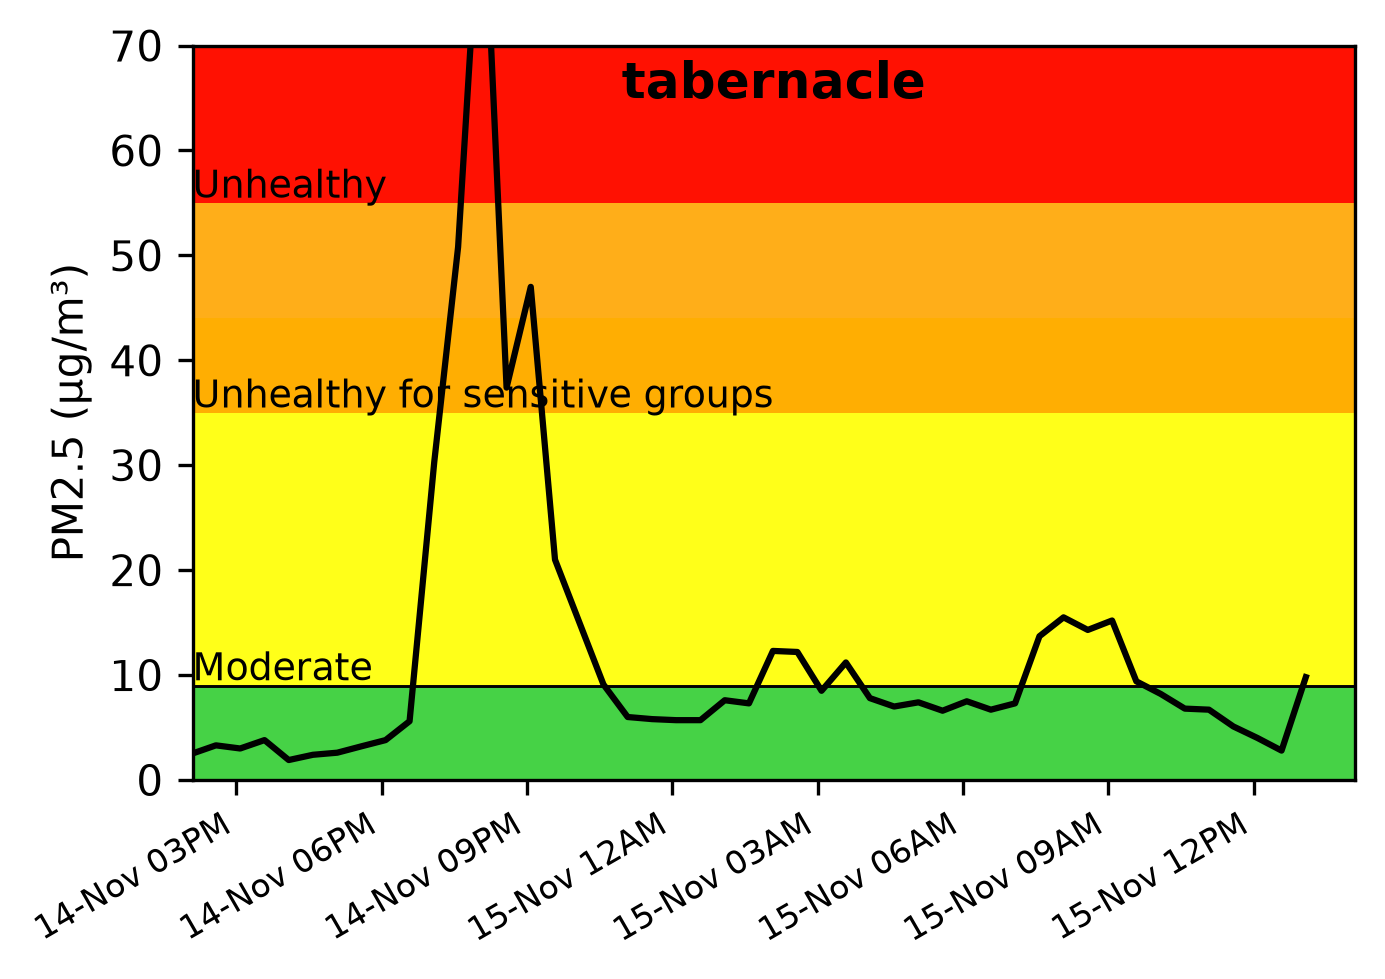 tabernacle
PM2.5 (µg/m³)
70
60
Unhealthy
50
40
Unhealthy for sensitive groups
30
20
Moderate
10
0
14-Nov 03PM
14-Nov 06PM
14-Nov 09PM
15-Nov 12AM
15-Nov 03AM
15-Nov 06AM
15-Nov 09AM
15-Nov 12PM